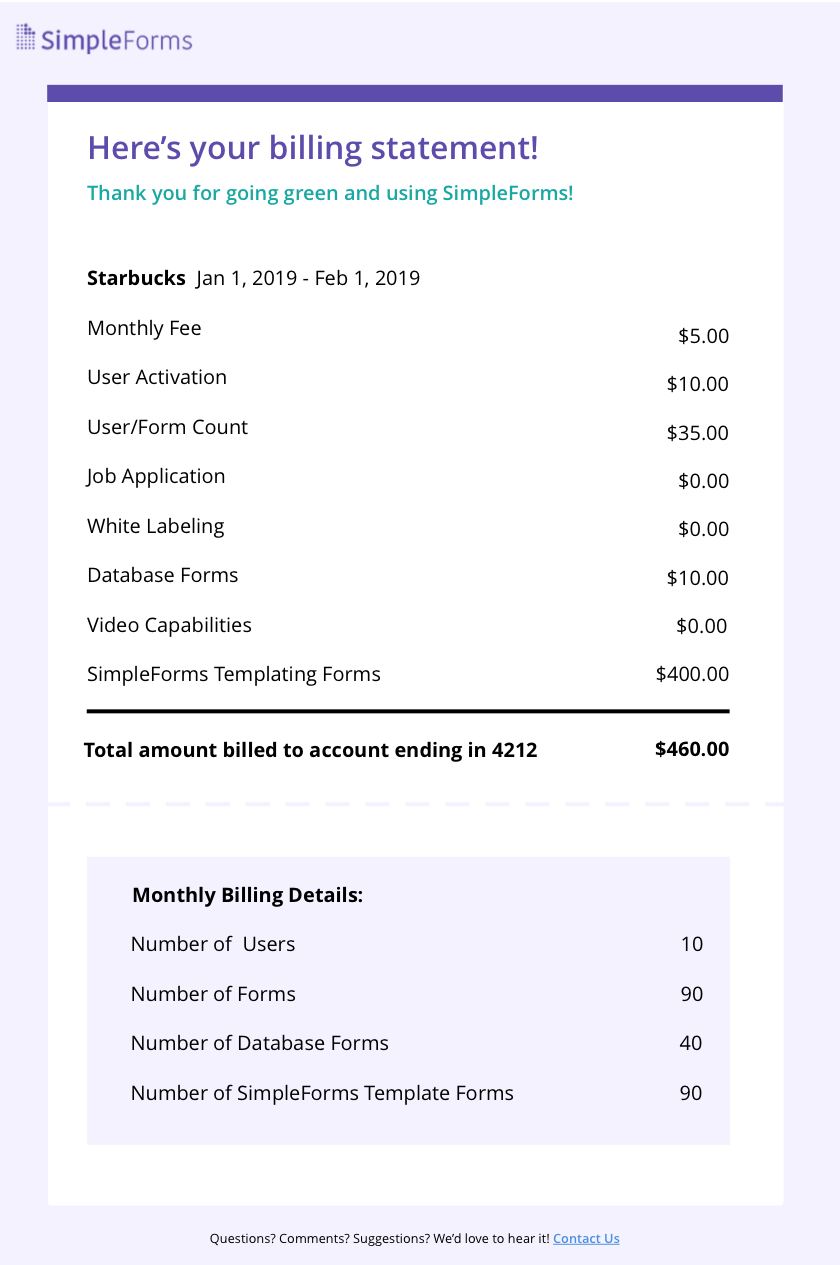 SimpleForms
Here’s your billing statement!
Thank you for going green and using SimpleForms!
Starbucks Jan 1, 2019 - Feb 1, 2019
Monthly Fee $5.00
User Activation $10.00
User/Form Count $35.00
Job Application $0.00
White Labeling $0.00
Database Forms $10.00
Video Capabilities $0.00
SimpleForms Templating Forms $400.00
Total amount billed to account ending in 4212 $460.00
Monthly Billing Details:
Number of Users 10
Number of Forms 90
Number of Database Forms 40
Number of SimpleForms Template Forms 90
Questions? Comments? Suggestions? We’d love to hear it! Contact Us